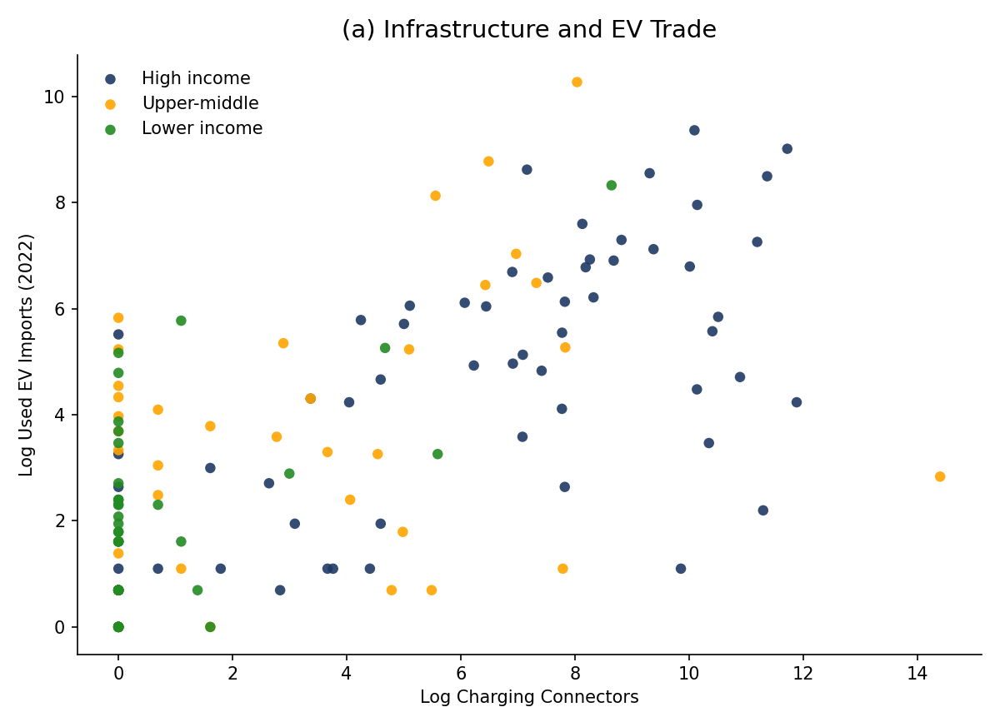 (a) Infrastructure and EV Trade
High income
Upper-middle
Lower income
Log Used EV Imports (2022)
10
8
6
4
2
0
0 2 4 6 8 10 12 14
Log Charging Connectors